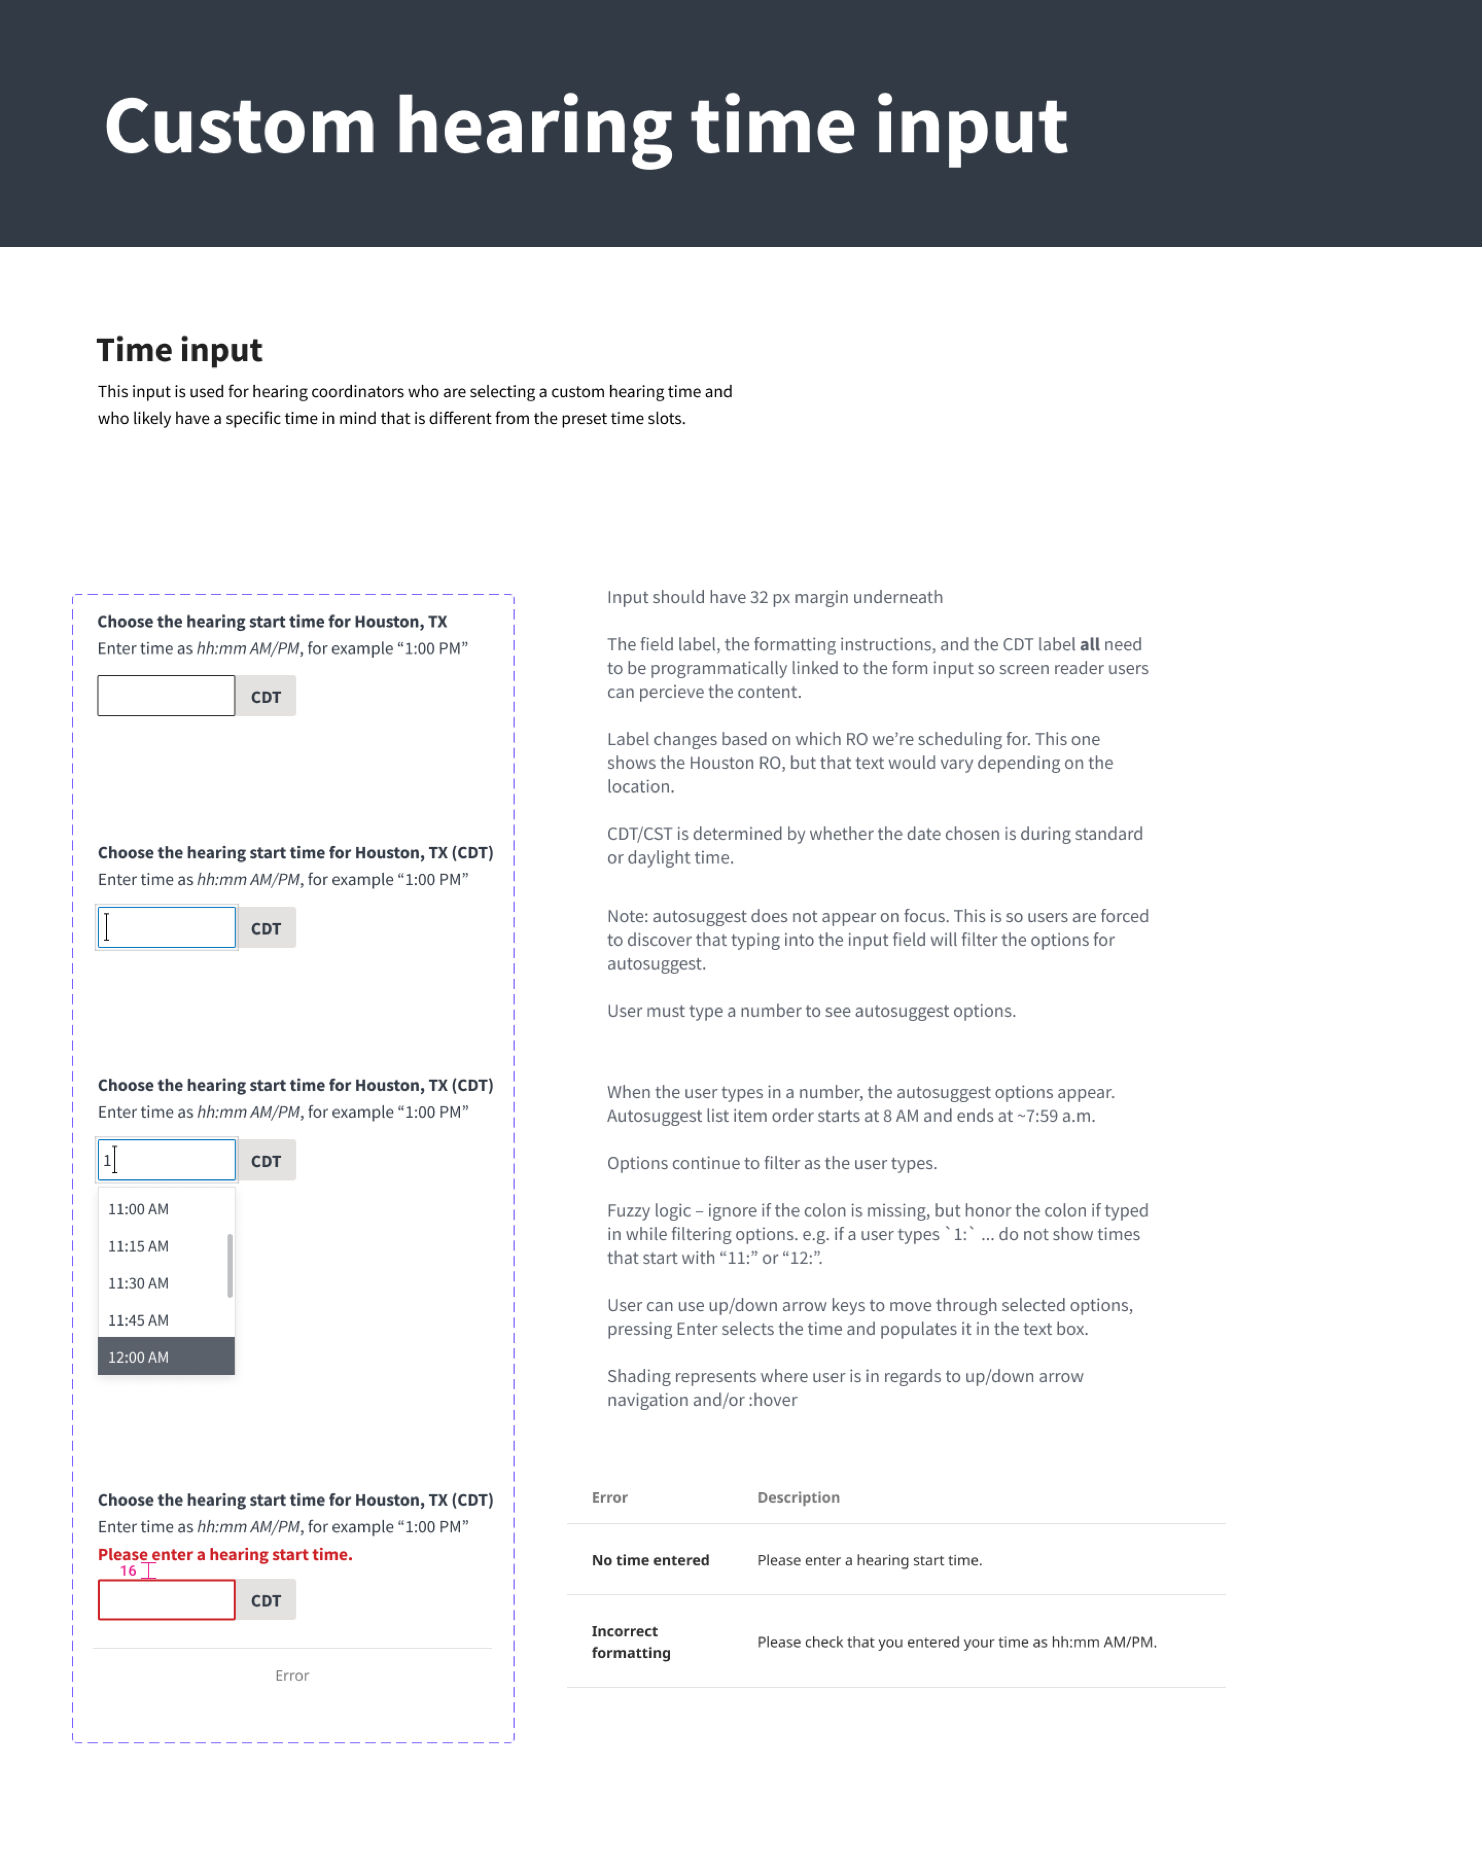 Custom hearing time input
Time input
This input is used for hearing coordinators who are selecting a custom hearing time and
who likely have a specific time in mind that is different from the preset time slots.
Choose the hearing start time for Houston, TX
Enter time as hh:mm AM/PM, for example “1:00 PM”
CDT
Input should have 32 px margin underneath
The field label, the formatting instructions, and the CDT label all need
to be programmatically linked to the form input so screen reader users
can percieve the content.
Label changes based on which RO we’re scheduling for. This one
shows the Houston RO, but that text would vary depending on the
location.
CDT/CST is determined by whether the date chosen is during standard
or daylight time.
Choose the hearing start time for Houston, TX (CDT)
Enter time as hh:mm AM/PM, for example “1:00 PM”
CDT
Note: autosuggest does not appear on focus. This is so users are forced
to discover that typing into the input field will filter the options for
autosuggest.
User must type a number to see autosuggest options.
Choose the hearing start time for Houston, TX (CDT)
Enter time as hh:mm AM/PM, for example “1:00 PM”
1
CDT
11:00 AM
11:15 AM
11:30 AM
11:45 AM
12:00 AM
When the user types in a number, the autosuggest options appear.
Autosuggest list item order starts at 8 AM and ends at ~7:59 a.m.
Options continue to filter as the user types.
Fuzzy logic – ignore if the colon is missing, but honor the colon if typed
in while filtering options. e.g. if a user types `1:` ... do not show times
that start with “11:” or “12:”.
User can use up/down arrow keys to move through selected options,
pressing Enter selects the time and populates it in the text box.
Shading represents where user is in regards to up/down arrow
navigation and/or :hover
Choose the hearing start time for Houston, TX (CDT)
Enter time as hh:mm AM/PM, for example “1:00 PM”
Please enter a hearing start time.
16
CDT
Error
Error Description
No time entered Please enter a hearing start time.
Incorrect
formatting
Please check that you entered your time as hh:mm AM/PM.